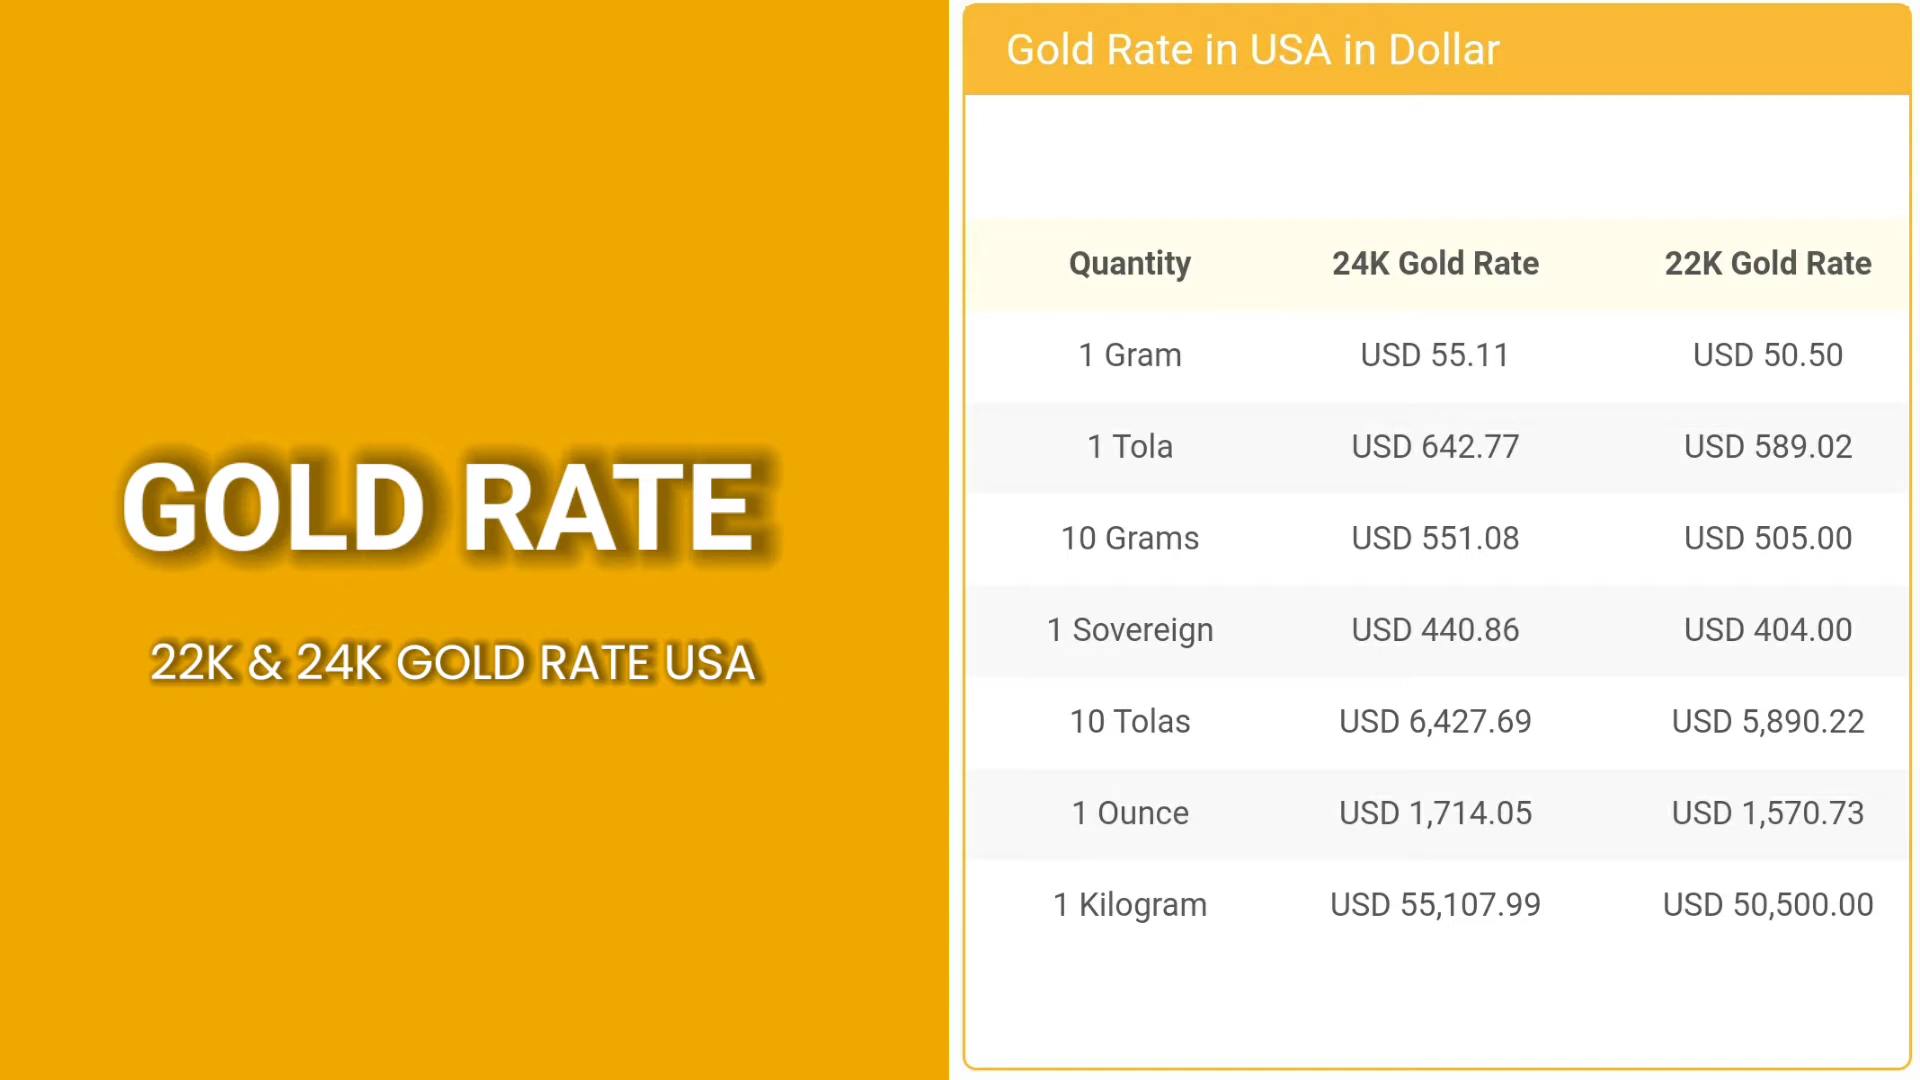 GOLD RATE
22K & 24K GOLD RATE USA
Gold Rate in USA in Dollar
Quantity 24K Gold Rate 22K Gold Rate
1 Gram USD 55.11 USD 50.50
1 Tola USD 642.77 USD 589.02
10 Grams USD 551.08 USD 505.00
1 Sovereign USD 440.86 USD 404.00
10 Tolas USD 6,427.69 USD 5,890.22
1 Ounce USD 1,714.05 USD 1,570.73
1 Kilogram USD 55,107.99 USD 50,500.00